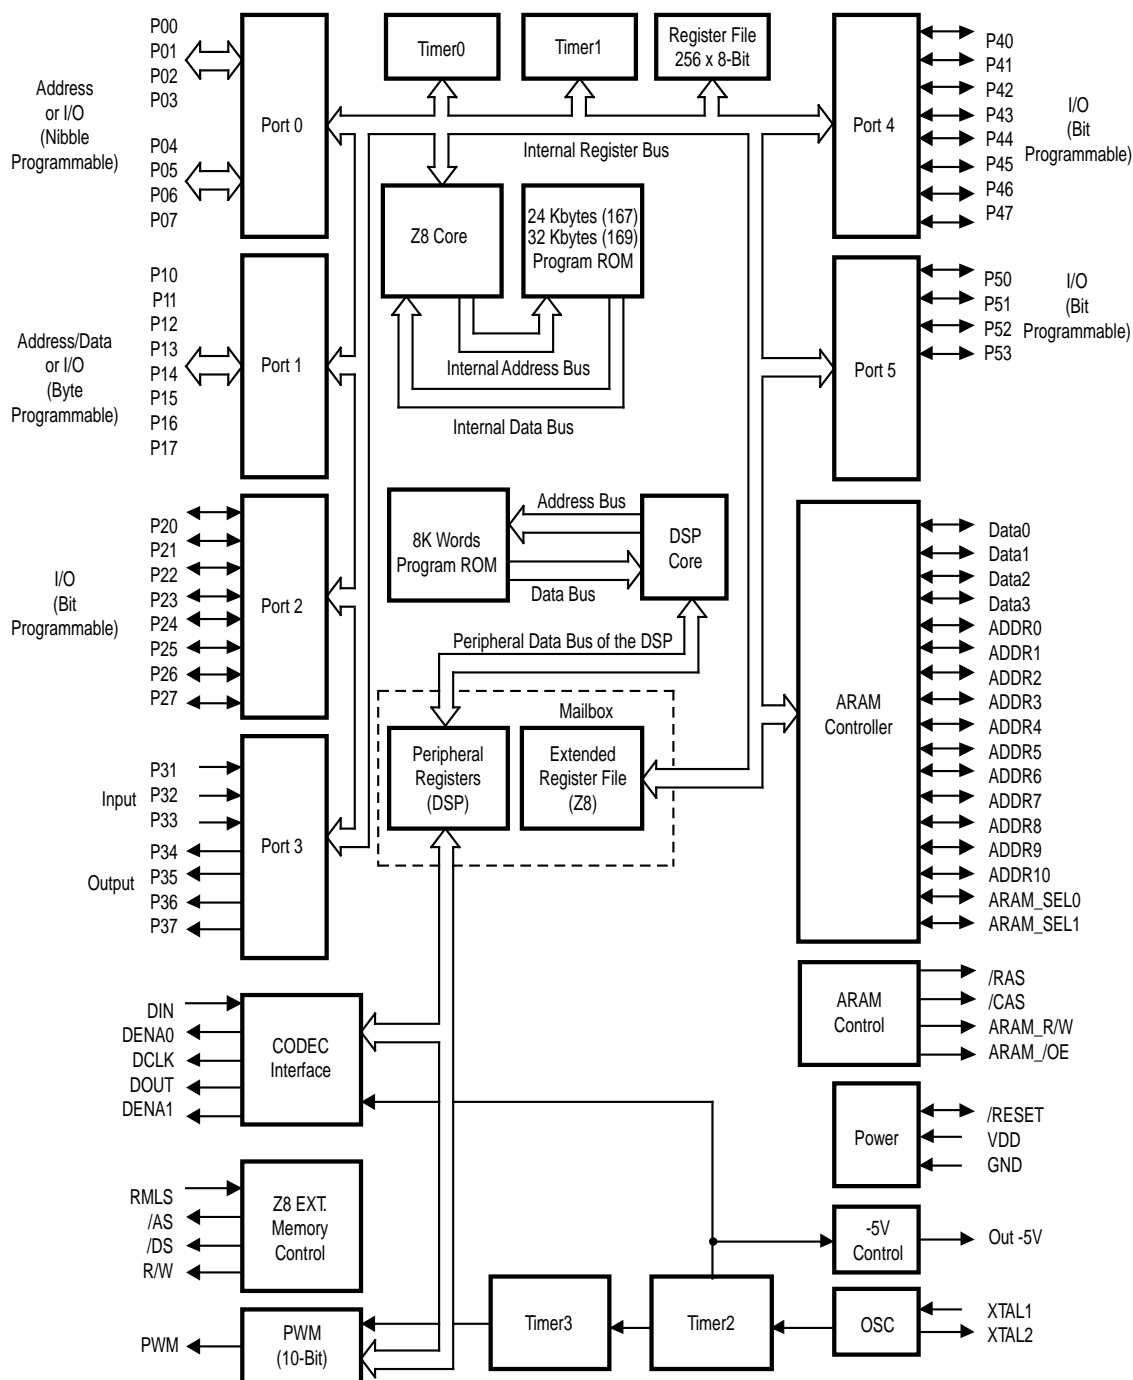 P00
P01
P02
P03
Address
or I/O
(Nibble
Programmable)
P04
P05
P06
P07
Port 0
Timer0
Timer1
Register File
256 x 8-Bit
Internal Register Bus
Port 4
P40
P41
P42
P43
P44
P45
P46
P47
I/O
(Bit
Programmable)
Z8 Core
24 Kbytes (167)
32 Kbytes (169)
Program ROM
Internal Address Bus
Internal Data Bus
P10
P11
P12
P13
P14
P15
P16
P17
Address/Data
or I/O
(Byte
Programmable)
Port 1
Port 5
P50
P51
P52
P53
I/O
(Bit
Programmable)
8K Words
Program ROM
Address Bus
Data Bus
DSP
Core
Peripheral Data Bus of the DSP
P20
P21
P22
P23
P24
P25
P26
P27
I/O
(Bit
Programmable)
Port 2
Mailbox
Peripheral
Registers
(DSP)
Extended
Register File
(Z8)
ARAM
Controller
Data0
Data1
Data2
Data3
ADDR0
ADDR1
ADDR2
ADDR3
ADDR4
ADDR5
ADDR6
ADDR7
ADDR8
ADDR9
ADDR10
ARAM_SEL0
ARAM_SEL1
Input
P31
P32
P33
Output
P34
P35
P36
P37
Port 3
ARAM
Control
/RAS
/CAS
ARAM_R/W
ARAM_/OE
DIN
DENA0
DCLK
DOUT
DENA1
CODEC
Interface
Power
/RESET
VDD
GND
RMLS
/AS
/DS
R/W
Z8 EXT.
Memory
Control
-5V
Control
Out -5V
PWM
PWM
(10-Bit)
Timer3
Timer2
OSC
XTAL1
XTAL2